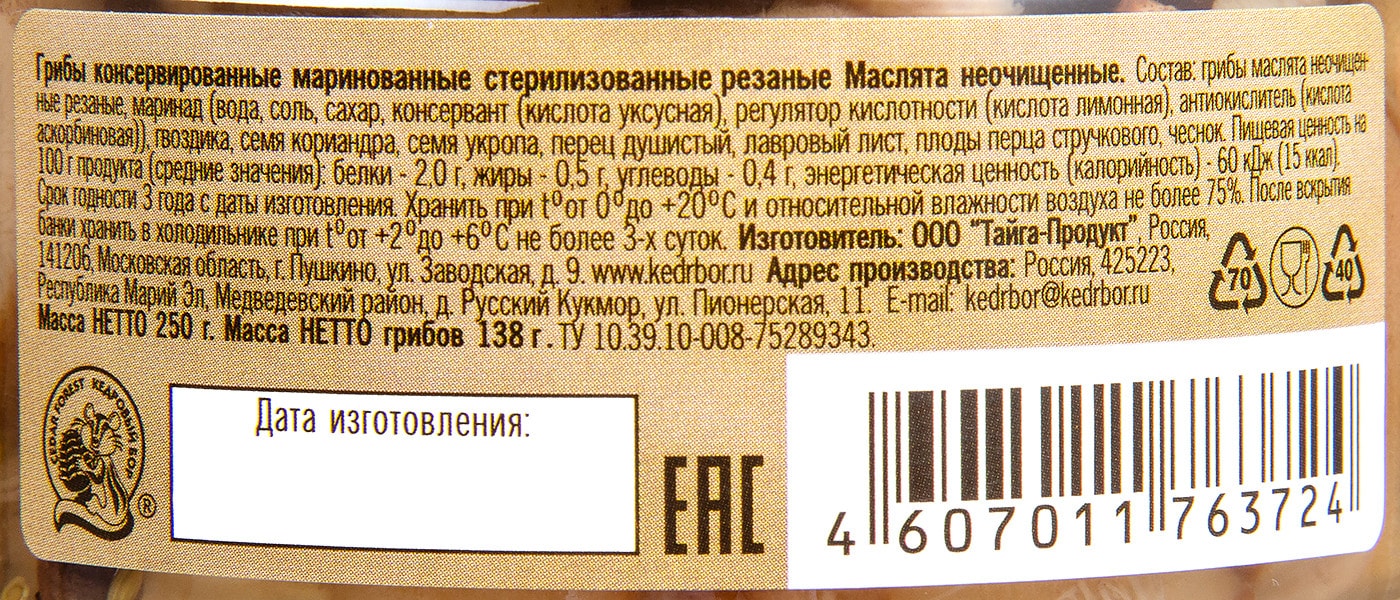 Грибы консервированные маринованные стерилизованные резаные Маслята неочищенные. Состав: грибы маслята неочищен-
ные резаные, маринад (вода, соль, сахар, консервант (кислота уксусная), регулятор кислотности (кислота лимонная), антиокислитель (кислота
аскорбиновая)), гвоздика, семя кориандра, семя укропа, перец душистый, лавровый лист, плоды перца стручкового, чеснок. Пищевая ценность на
100 г продукта (средние значения): белки - 2,0 г, жиры - 0,5 г, углеводы - 0,4 г, энергетическая ценность (калорийность) - 60 кДж (15 ккал).
Срок годности 3 года с даты изготовления. Хранить при t° от 0° до +20°С и относительной влажности воздуха не более 75%. После вскрытия
банки хранить в холодильнике при t° от +2° до +6°С не более 3-х суток. Изготовитель: ООО "Тайга-Продукт", Россия,
141206, Московская область, г. Пушкино, ул. Заводская, д. 9. www.kedrbor.ru Адрес производства: Россия, 425223,
Республика Марий Эл, Медведевский район, д. Русский Кукмор, ул. Пионерская, 11. E-mail: kedrbor@kedrbor.ru
Масса НЕТТО 250 г. Масса НЕТТО грибов 138 г. ТУ 10.39.10-008-75289343.
70
40
CEDAR FOREST КЕДРОВЫЙ БОР
®
Дата изготовления:
ЕАС
4 607011 763724